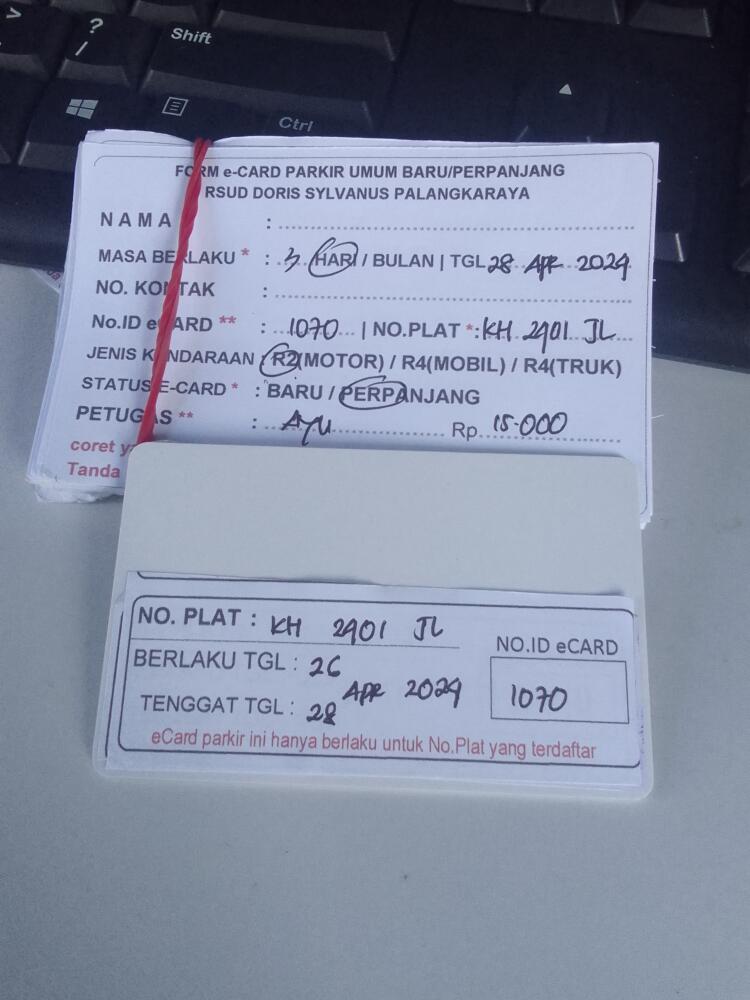 >
?
/
Shift
Ctrl
FORM e-CARD PARKIR UMUM BARU/PERPANJANG
RSUD DORIS SYLVANUS PALANGKARAYA
NAMA :
MASA BERLAKU * : 3 HARI / BULAN | TGL 28 APR 2024
NO. KONTAK :
No.ID eCARD ** : 1070 | NO.PLAT *: KH 2901 JL
JENIS KENDARAAN : R2(MOTOR) / R4(MOBIL) / R4(TRUK)
STATUS E-CARD * : BARU / PERPANJANG
PETUGAS ** : AYU Rp 15.000
coret
Tanda
NO. PLAT : KH 2901 JL
BERLAKU TGL : 26
APR 2024
TENGGAT TGL : 28
NO.ID eCARD
1070
eCard parkir ini hanya berlaku untuk No.Plat yang terdaftar